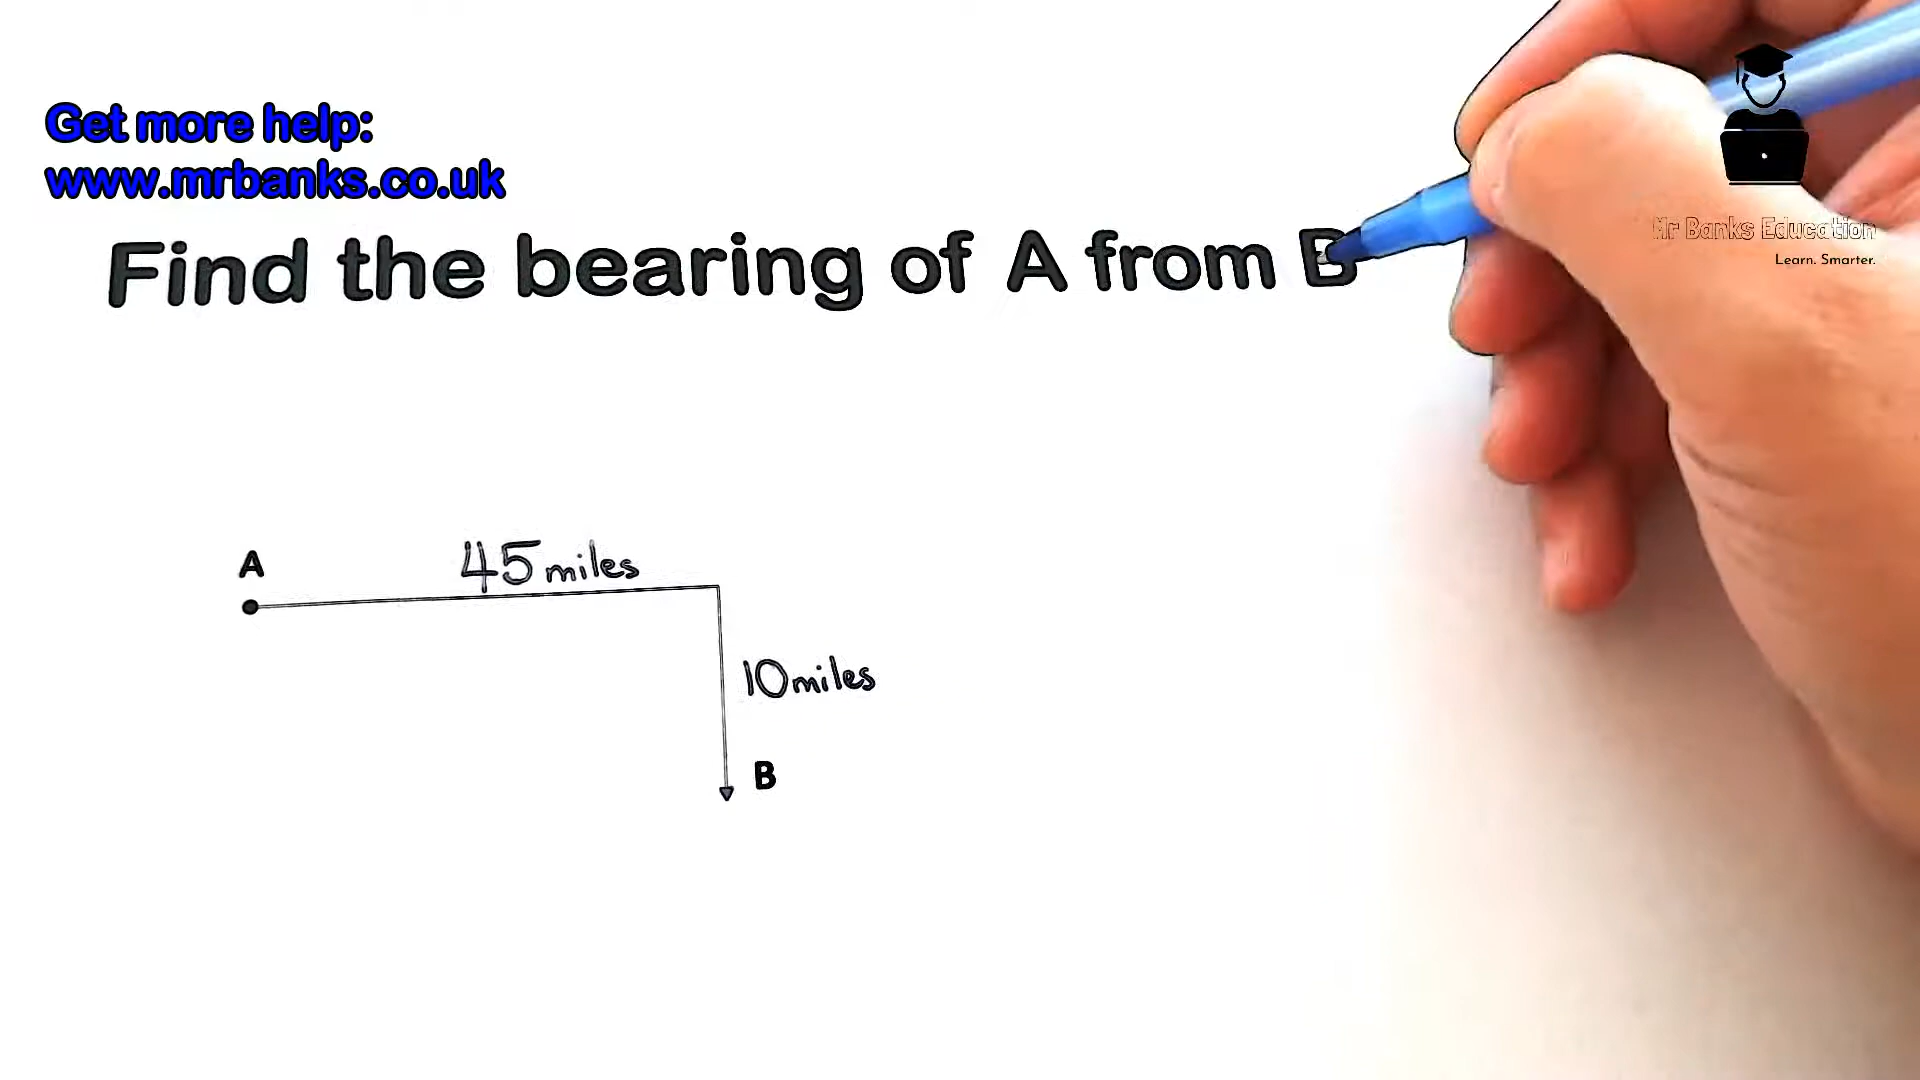 Get more help:
www.mrbanks.co.uk
Find the bearing of A from B
Mr Banks Education
Learn. Smarter.
A
45 miles
10 miles
B